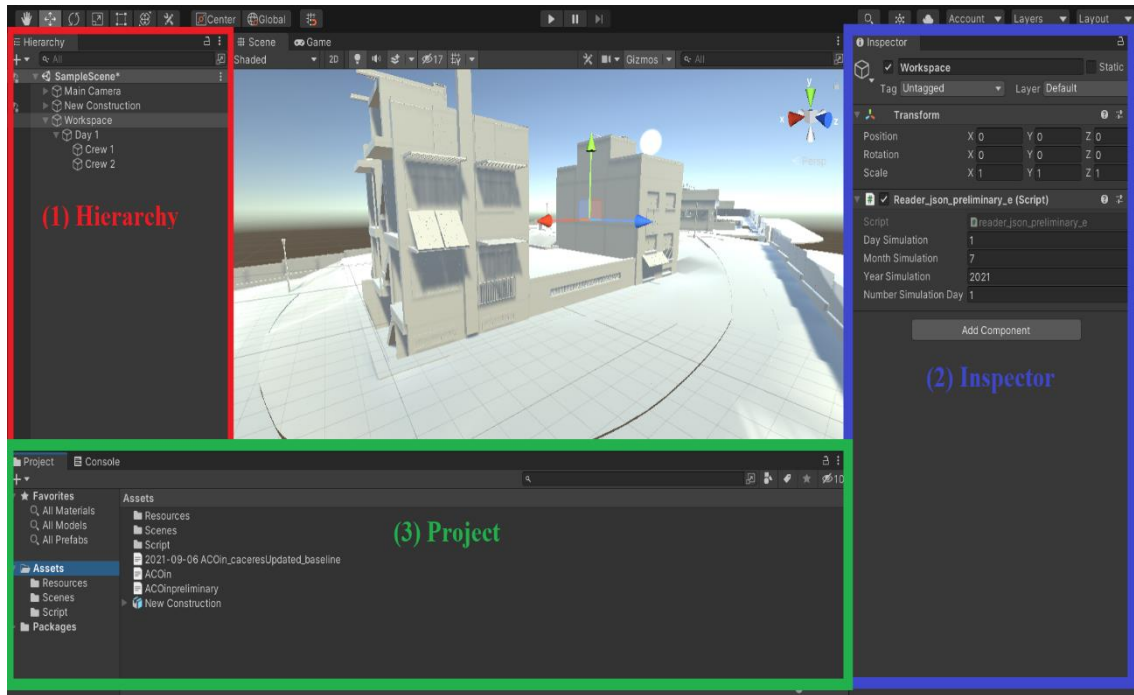 Center Global
Account Layers Layout
Hierarchy
All
SampleScene*
Main Camera
New Construction
Workspace
Day 1
Crew 1
Crew 2
(1) Hierarchy
Scene Game
Shaded 2D 17 Gizmos All
y
x z
Persp
Inspector
Workspace Static
Tag Untagged Layer Default
Transform
Position X 0 Y 0 Z 0
Rotation X 0 Y 0 Z 0
Scale X 1 Y 1 Z 1
# Reader_json_preliminary_e (Script)
Script reader_json_preliminary_e
Day Simulation 1
Month Simulation 7
Year Simulation 2021
Number Simulation Day 1
Add Component
(2) Inspector
Project Console
10
Favorites
All Materials
All Models
All Prefabs
Assets
Resources
Scenes
Script
Packages
Assets
Resources
Scenes
Script
2021-09-06 ACOin_caceresUpdated_baseline
ACOin
ACOinpreliminary
New Construction
(3) Project